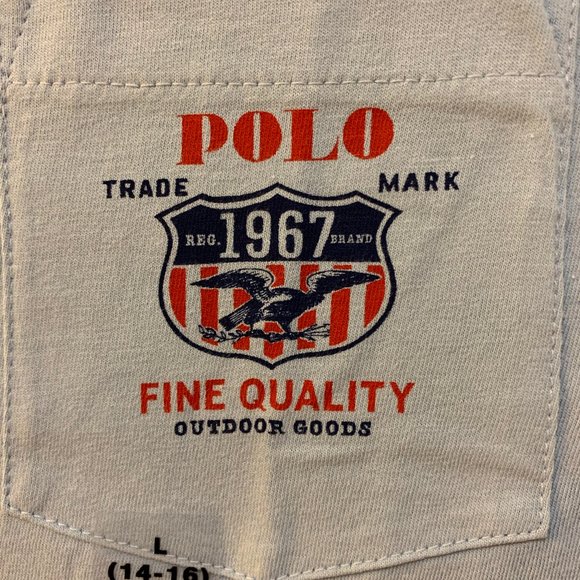 POLO
TRADE MARK
REG. 1967 BRAND
FINE QUALITY
OUTDOOR GOODS
L
(14-16)